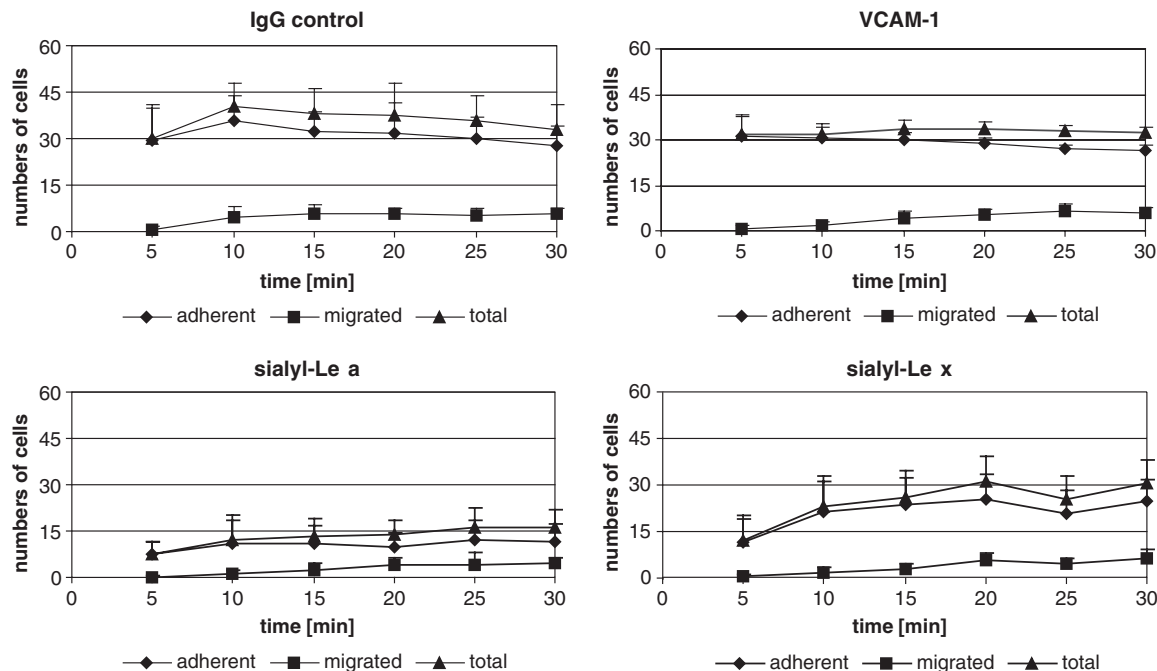 IgG control
numbers of cells
60
45
30
15
0
0 5 10 15 20 25 30
time [min]
adherent migrated total
VCAM-1
numbers of cells
60
45
30
15
0
0 5 10 15 20 25 30
time [min]
adherent migrated total
sialyl-Le a
numbers of cells
60
45
30
15
0
0 5 10 15 20 25 30
time [min]
adherent migrated total
sialyl-Le x
numbers of cells
60
45
30
15
0
0 5 10 15 20 25 30
time [min]
adherent migrated total